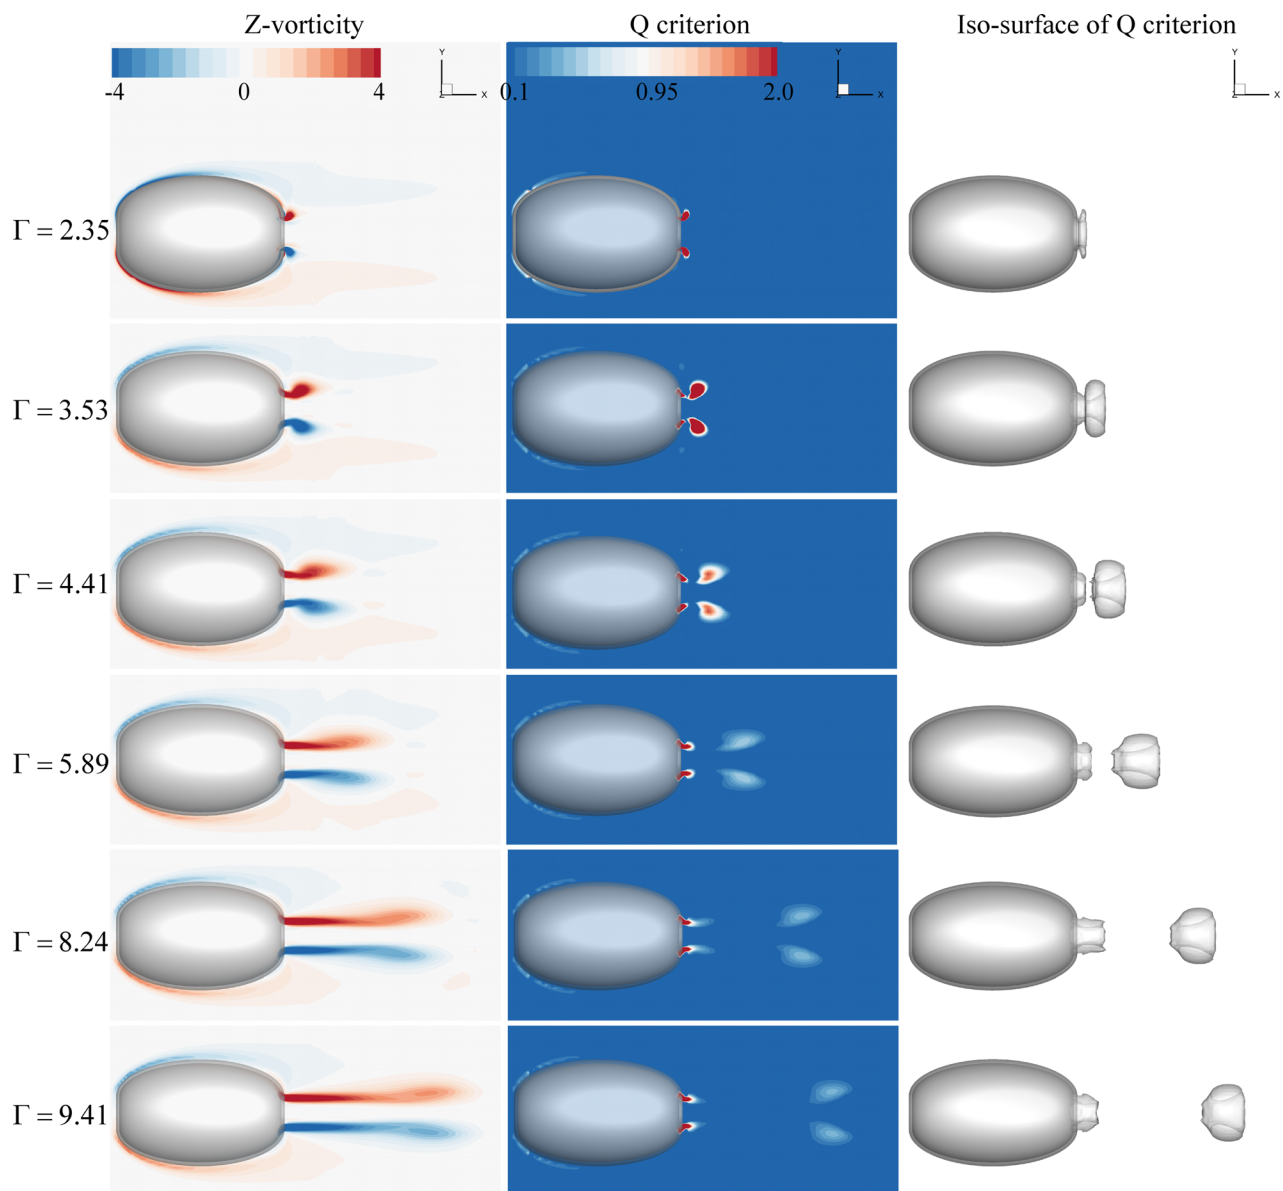 Z-vorticity Q criterion Iso-surface of Q criterion
Y Y Y
Z X Z X Z X
-4 0 4 0.1 0.95 2.0
Γ = 2.35
Γ = 3.53
Γ = 4.41
Γ = 5.89
Γ = 8.24
Γ = 9.41